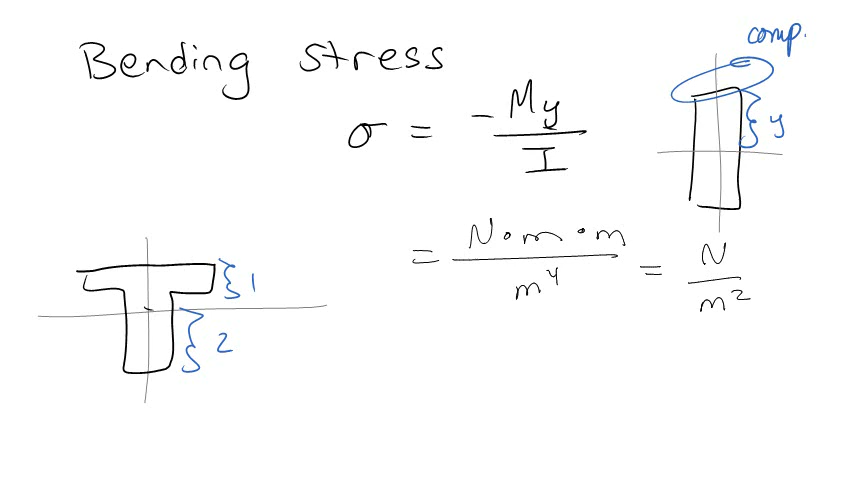 Bending stress
comp.
σ = -My/I
y
= N·m·m/m⁴ = N/m²
1
2